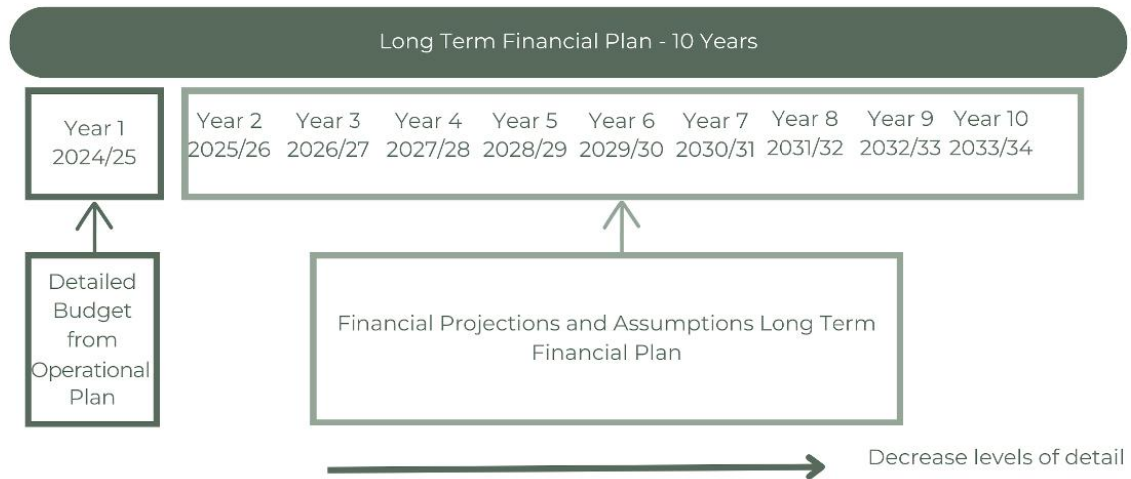 Long Term Financial Plan - 10 Years
Year 1
2024/25
Year 2
2025/26
Year 3
2026/27
Year 4
2027/28
Year 5
2028/29
Year 6
2029/30
Year 7
2030/31
Year 8
2031/32
Year 9
2032/33
Year 10
2033/34
Detailed
Budget
from
Operational
Plan
Financial Projections and Assumptions Long Term
Financial Plan
Decrease levels of detail